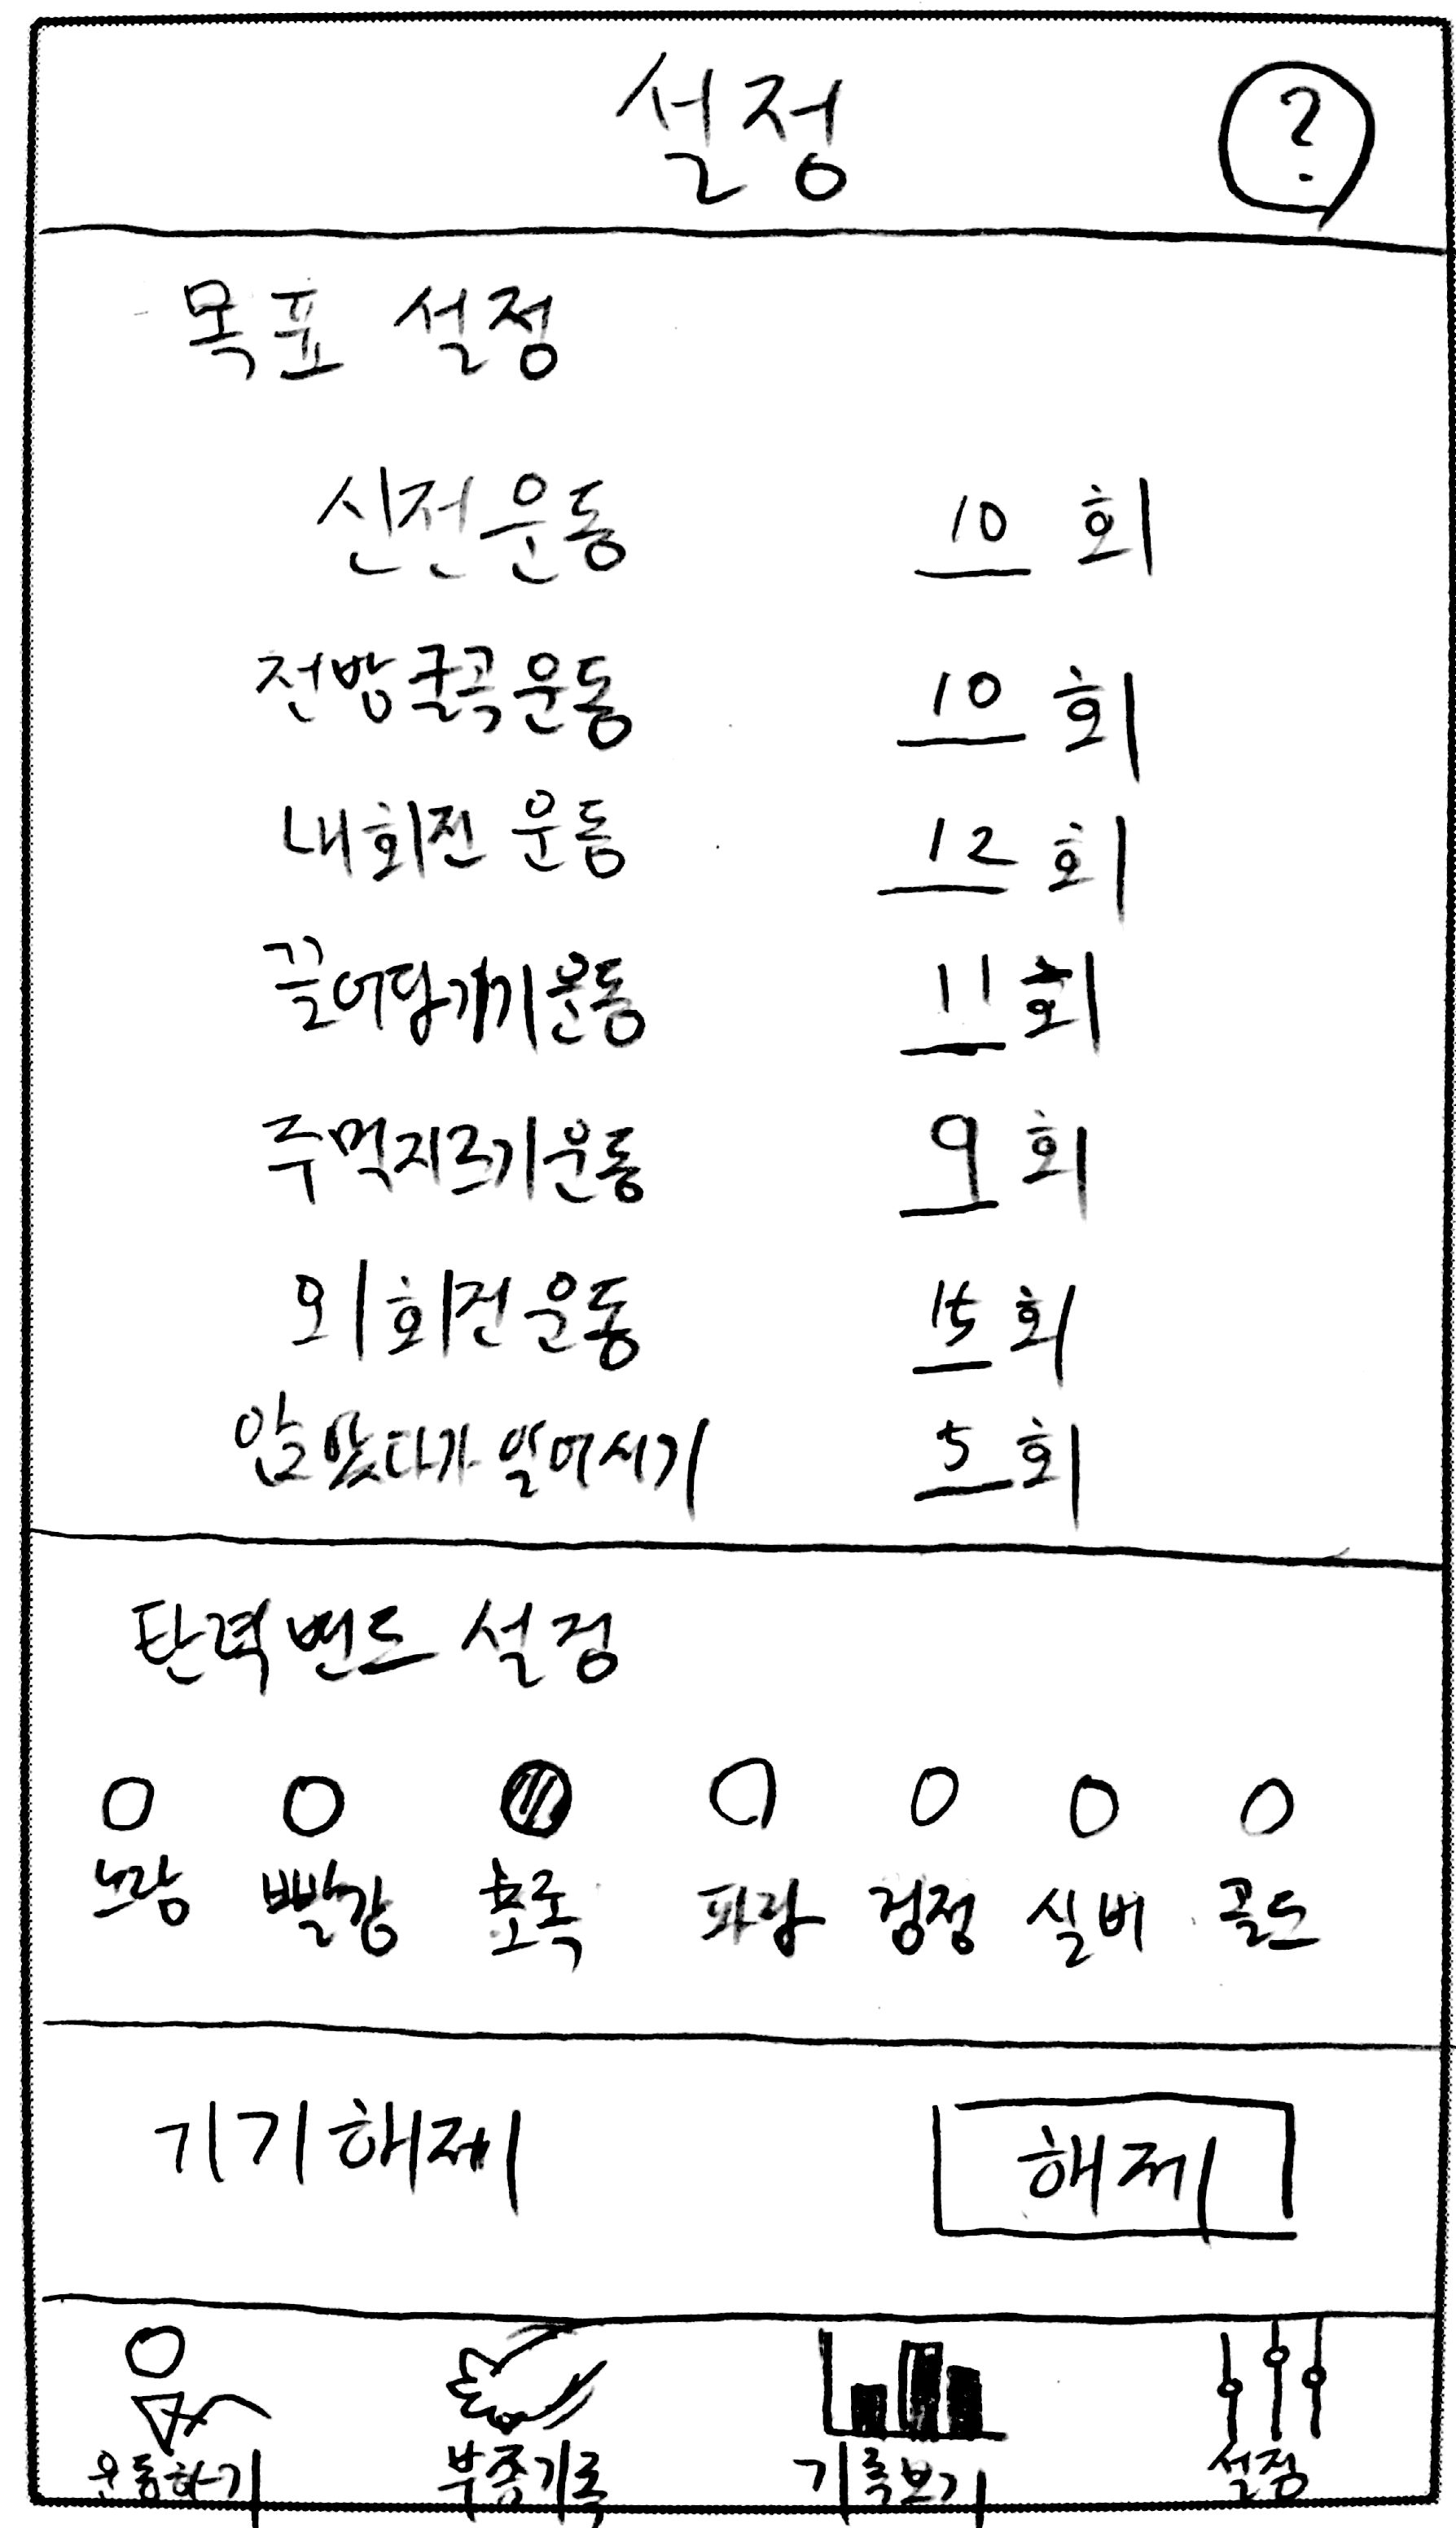 설정 ?
목표 설정
신전운동 10 회
전방굴곡운동 10 회
내회전 운동 12 회
끌어당기기운동 11 회
주먹지르기운동 9 회
외회전운동 15 회
앉았다가 일어서기 5 회
탄력밴드 설정
노랑 빨강 초록 파랑 검정 실버 골드
기기해제 해제
운동하기 부종기록 기록보기 설정